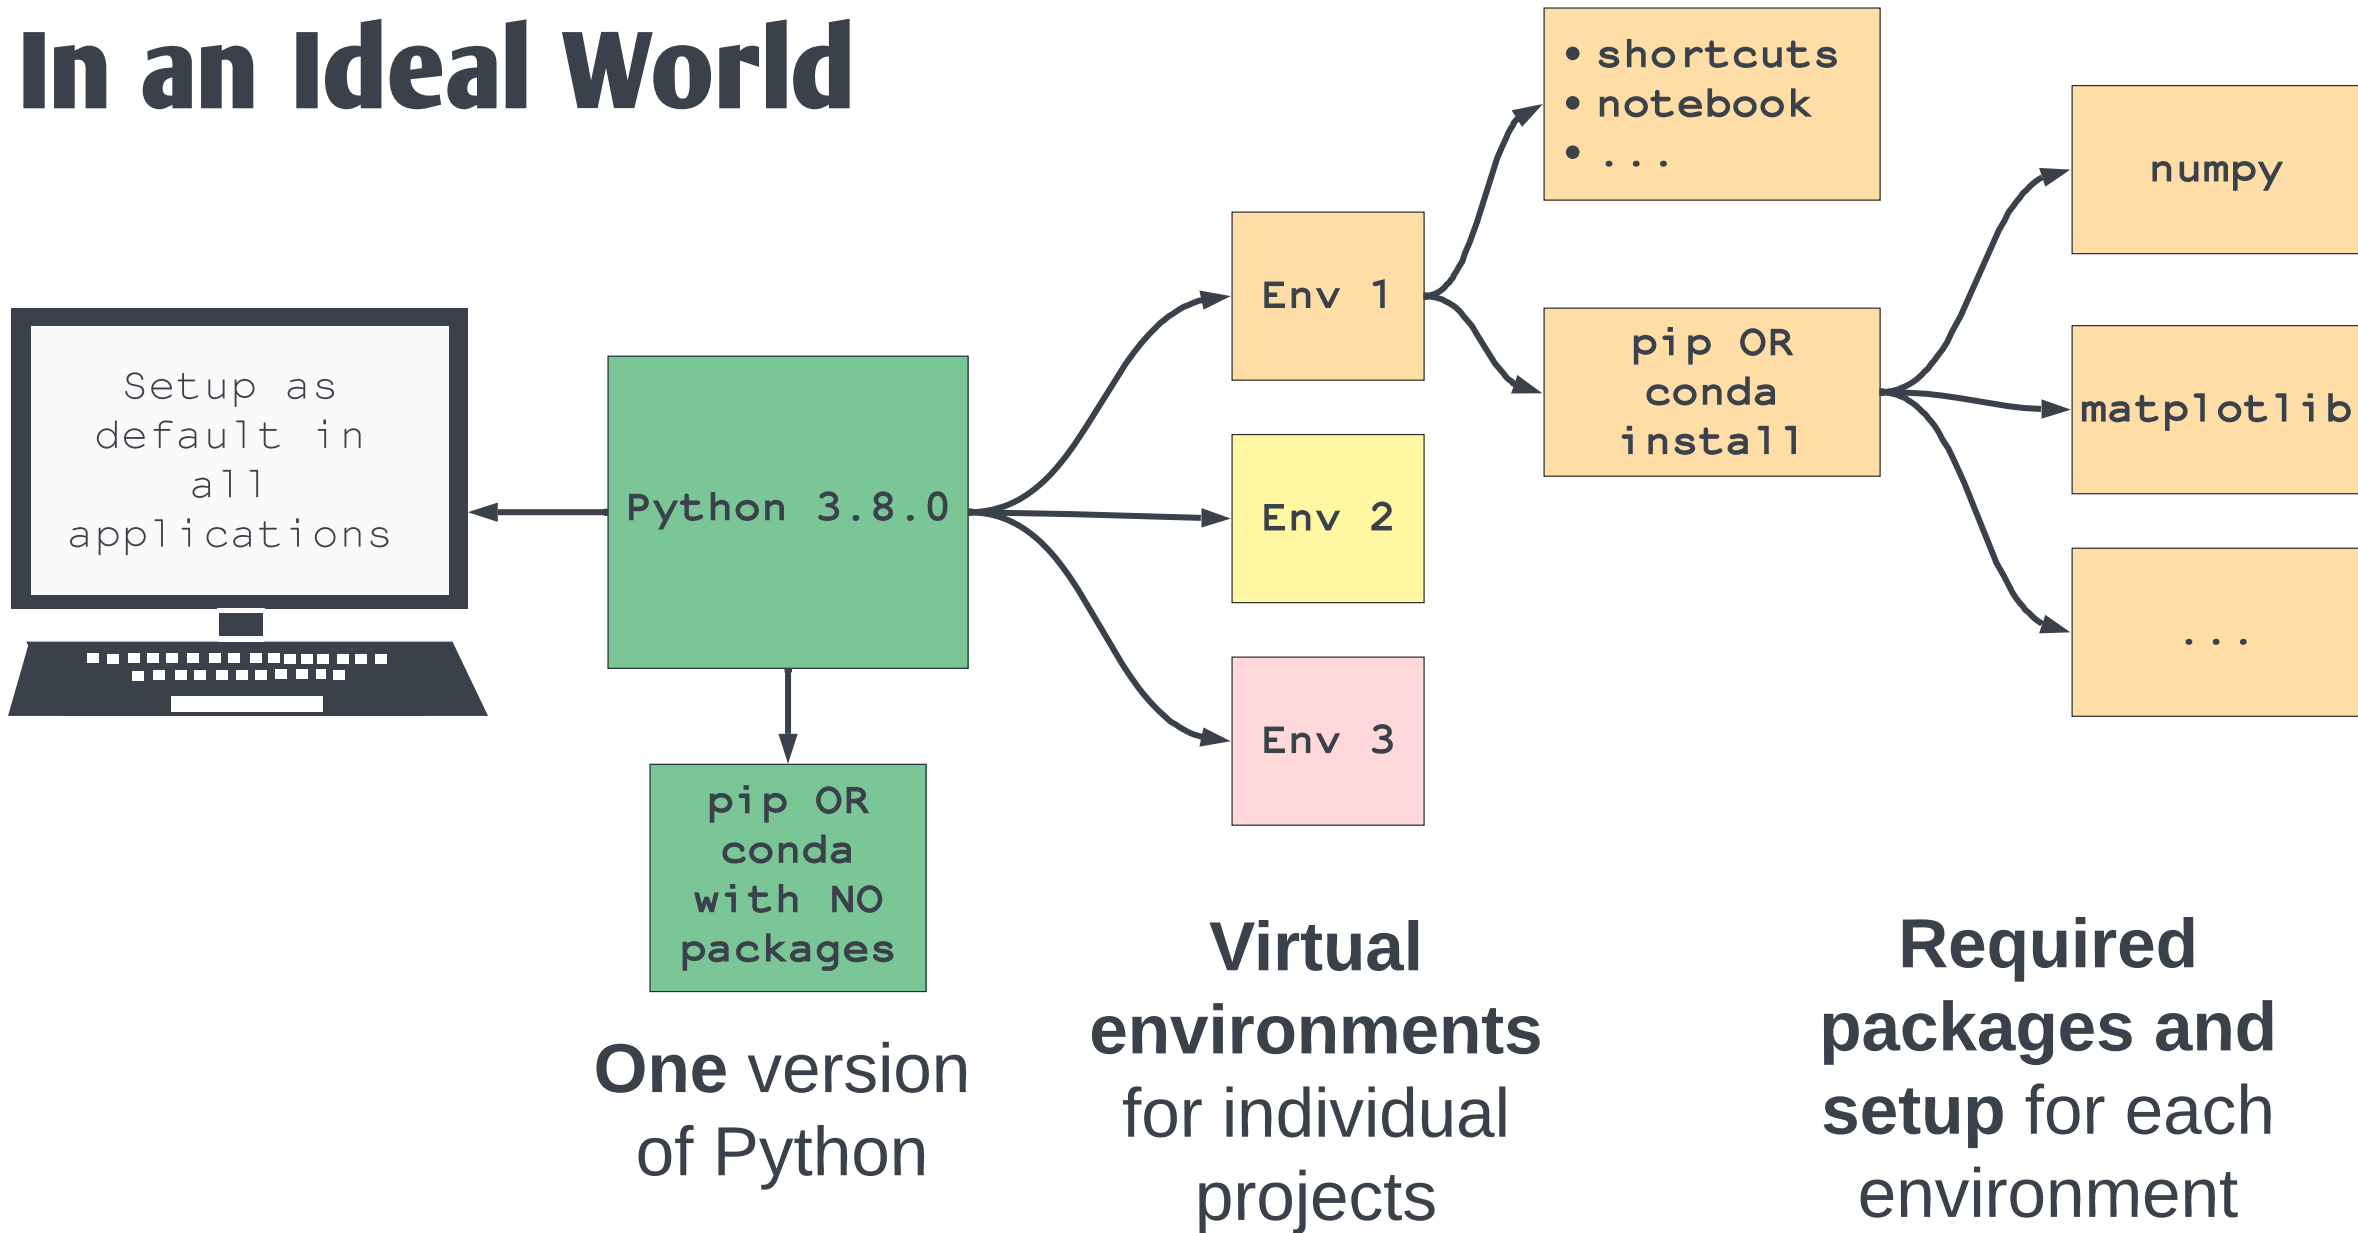 In an Ideal World
Setup as
default in
all
applications
Python 3.8.0
pip OR
conda
with NO
packages
One version
of Python
Env 1
Env 2
Env 3
Virtual
environments
for individual
projects
• shortcuts
• notebook
• ...
pip OR
conda
install
numpy
matplotlib
...
Required
packages and
setup for each
environment